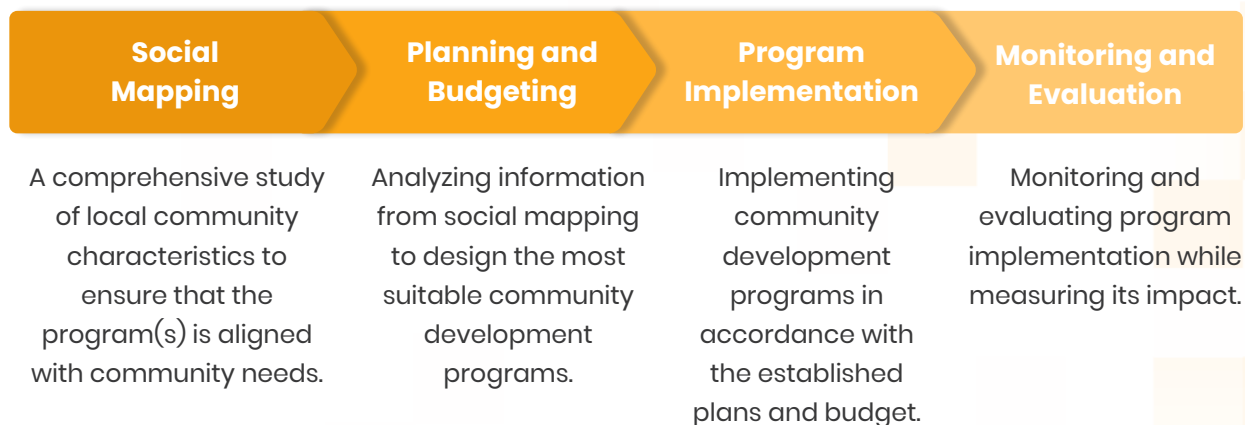 Social
Mapping
Planning and
Budgeting
Program
Implementation
Monitoring and
Evaluation
A comprehensive study
of local community
characteristics to
ensure that the
program(s) is aligned
with community needs.
Analyzing information
from social mapping
to design the most
suitable community
development
programs.
Implementing
community
development
programs in
accordance with
the established
plans and budget.
Monitoring and
evaluating program
implementation while
measuring its impact.